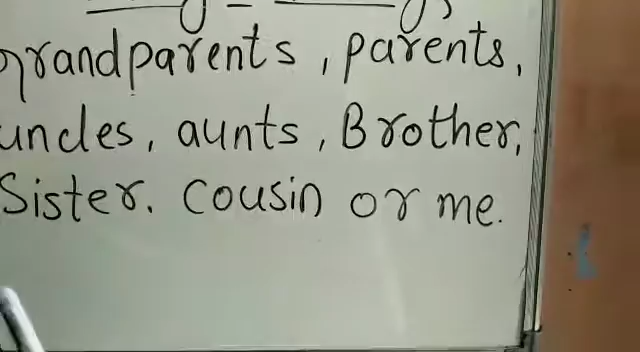 grandparents, parents,
uncles, aunts, Brother,
Sister. Cousin or me.